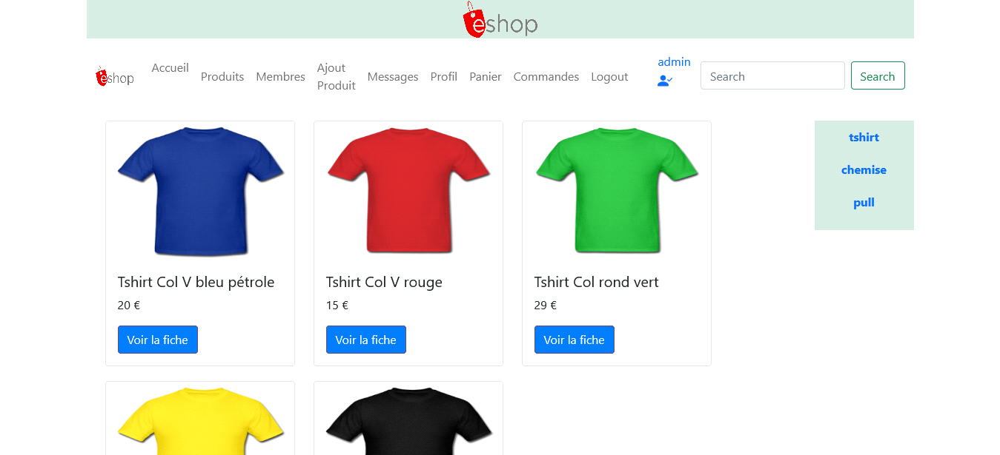 eshop
eshop
Accueil
Produits
Membres
Ajout
Produit
Messages
Profil
Panier
Commandes
Logout
admin
Search
Search
tshirt
chemise
pull
Tshirt Col V bleu pétrole
20 €
Voir la fiche
Tshirt Col V rouge
15 €
Voir la fiche
Tshirt Col rond vert
29 €
Voir la fiche